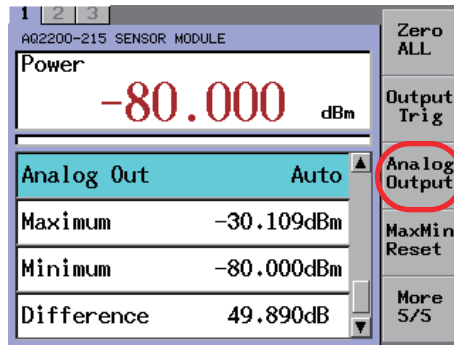 1 2 3
AQ2200-215 SENSOR MODULE
Power
-80.000 dBm
Analog Out Auto
Maximum -30.109dBm
Minimum -80.000dBm
Difference 49.890dB
Zero
ALL
Output
Trig
Analog
Output
MaxMin
Reset
More
5/5